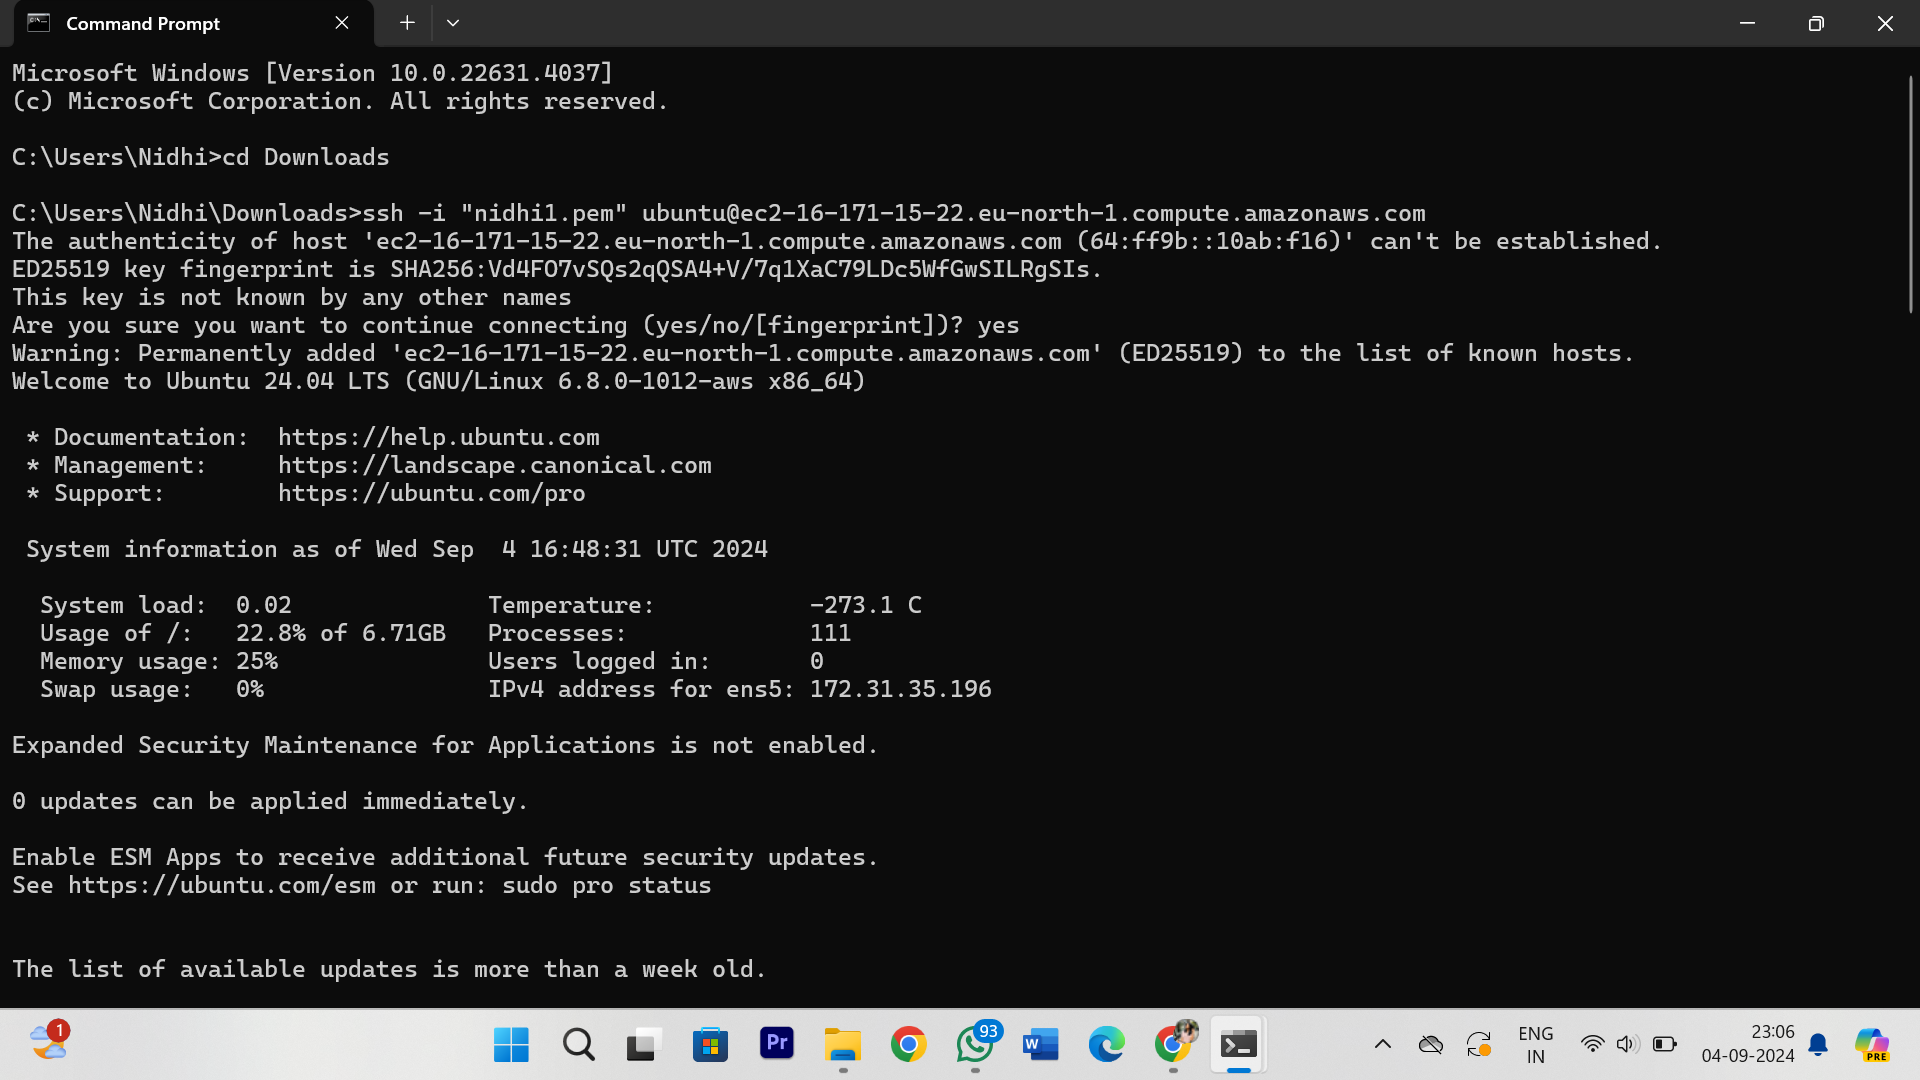 Command Prompt
Microsoft Windows [Version 10.0.22631.4037]
(c) Microsoft Corporation. All rights reserved.
C:\Users\Nidhi>cd Downloads
C:\Users\Nidhi\Downloads>ssh -i "nidhi1.pem" ubuntu@ec2-16-171-15-22.eu-north-1.compute.amazonaws.com
The authenticity of host 'ec2-16-171-15-22.eu-north-1.compute.amazonaws.com (64:ff9b::10ab:f16)' can't be established.
ED25519 key fingerprint is SHA256:Vd4FO7vSQs2qQSA4+V/7q1XaC79LDc5WfGwSILRgSIs.
This key is not known by any other names
Are you sure you want to continue connecting (yes/no/[fingerprint])? yes
Warning: Permanently added 'ec2-16-171-15-22.eu-north-1.compute.amazonaws.com' (ED25519) to the list of known hosts.
Welcome to Ubuntu 24.04 LTS (GNU/Linux 6.8.0-1012-aws x86_64)
* Documentation:  https://help.ubuntu.com
* Management:     https://landscape.canonical.com
* Support:        https://ubuntu.com/pro
System information as of Wed Sep  4 16:48:31 UTC 2024
System load:  0.02              Temperature:           -273.1 C
Usage of /:   22.8% of 6.71GB   Processes:             111
Memory usage: 25%               Users logged in:       0
Swap usage:   0%                IPv4 address for ens5: 172.31.35.196
Expanded Security Maintenance for Applications is not enabled.
0 updates can be applied immediately.
Enable ESM Apps to receive additional future security updates.
See https://ubuntu.com/esm or run: sudo pro status
The list of available updates is more than a week old.
1
Pr
93
W
ENG
IN
23:06
04-09-2024
PRE